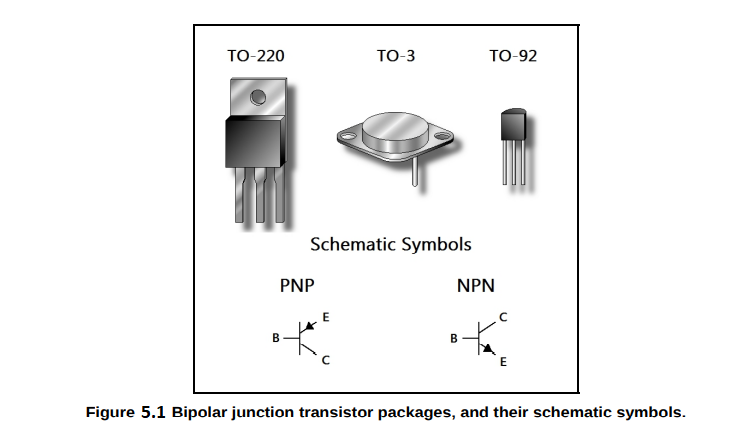 TO-220 TO-3 TO-92
Schematic Symbols
PNP NPN
E C
B B
C E
Figure 5.1 Bipolar junction transistor packages, and their schematic symbols.